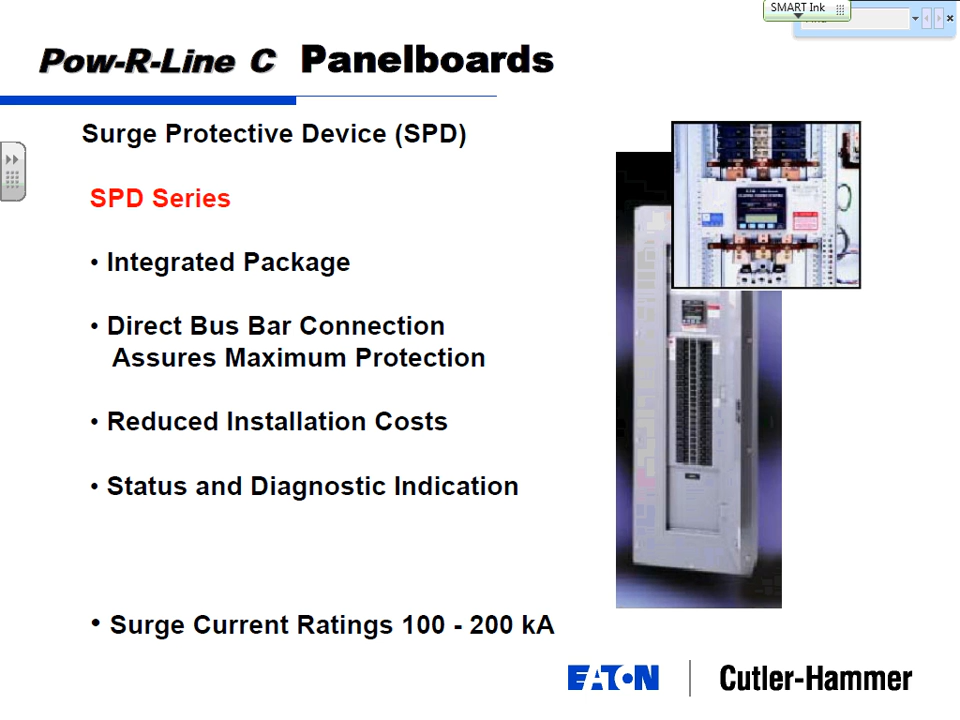 SMART Ink
Pow-R-Line C Panelboards
Surge Protective Device (SPD)
SPD Series
• Integrated Package
• Direct Bus Bar Connection
Assures Maximum Protection
• Reduced Installation Costs
• Status and Diagnostic Indication
• Surge Current Ratings 100 - 200 kA
EATON | Cutler-Hammer